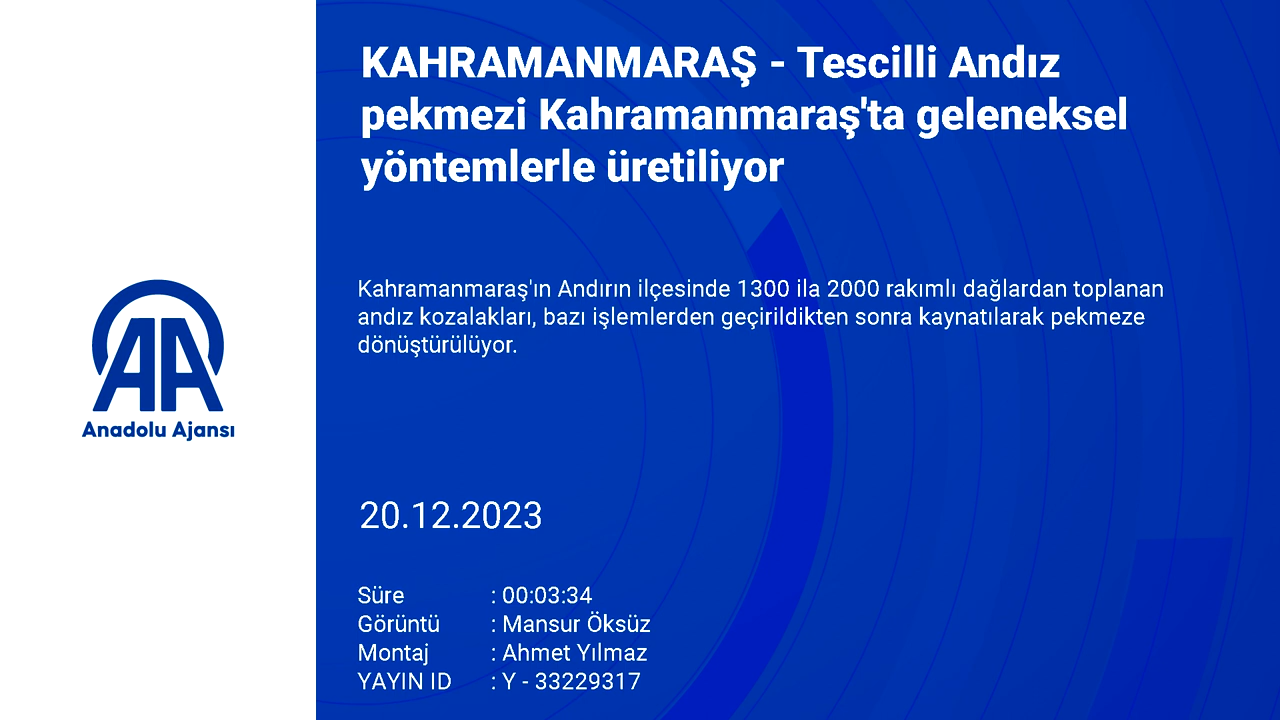 KAHRAMANMARAŞ - Tescilli Andız
pekmezi Kahramanmaraş'ta geleneksel
yöntemlerle üretiliyor
Kahramanmaraş'ın Andırın ilçesinde 1300 ila 2000 rakımlı dağlardan toplanan
andız kozalakları, bazı işlemlerden geçirildikten sonra kaynatılarak pekmeze
dönüştürülüyor.
AA
Anadolu Ajansı
20.12.2023
Süre : 00:03:34
Görüntü : Mansur Öksüz
Montaj : Ahmet Yılmaz
YAYIN ID : Y - 33229317